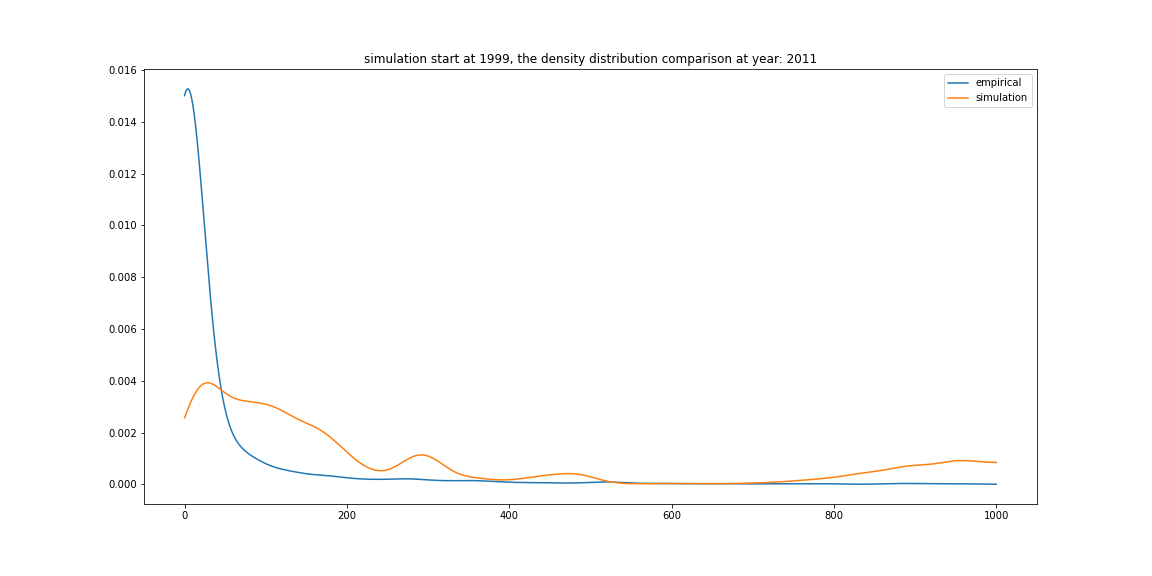 simulation start at 1999, the density distribution comparison at year: 2011
empirical
simulation
0.016
0.014
0.012
0.010
0.008
0.006
0.004
0.002
0.000
0 200 400 600 800 1000